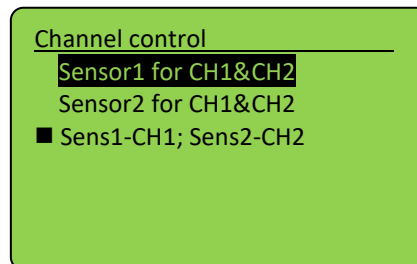 Channel control
Sensor1 for CH1&CH2
Sensor2 for CH1&CH2
Sens1-CH1; Sens2-CH2